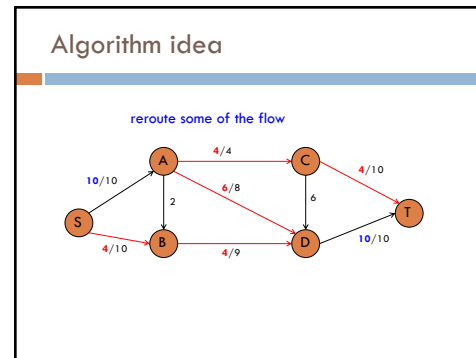 Algorithm idea
reroute some of the flow
A
4/4
C
4/10
10/10
2
6/8
6
S
T
4/10
B
4/9
D
10/10